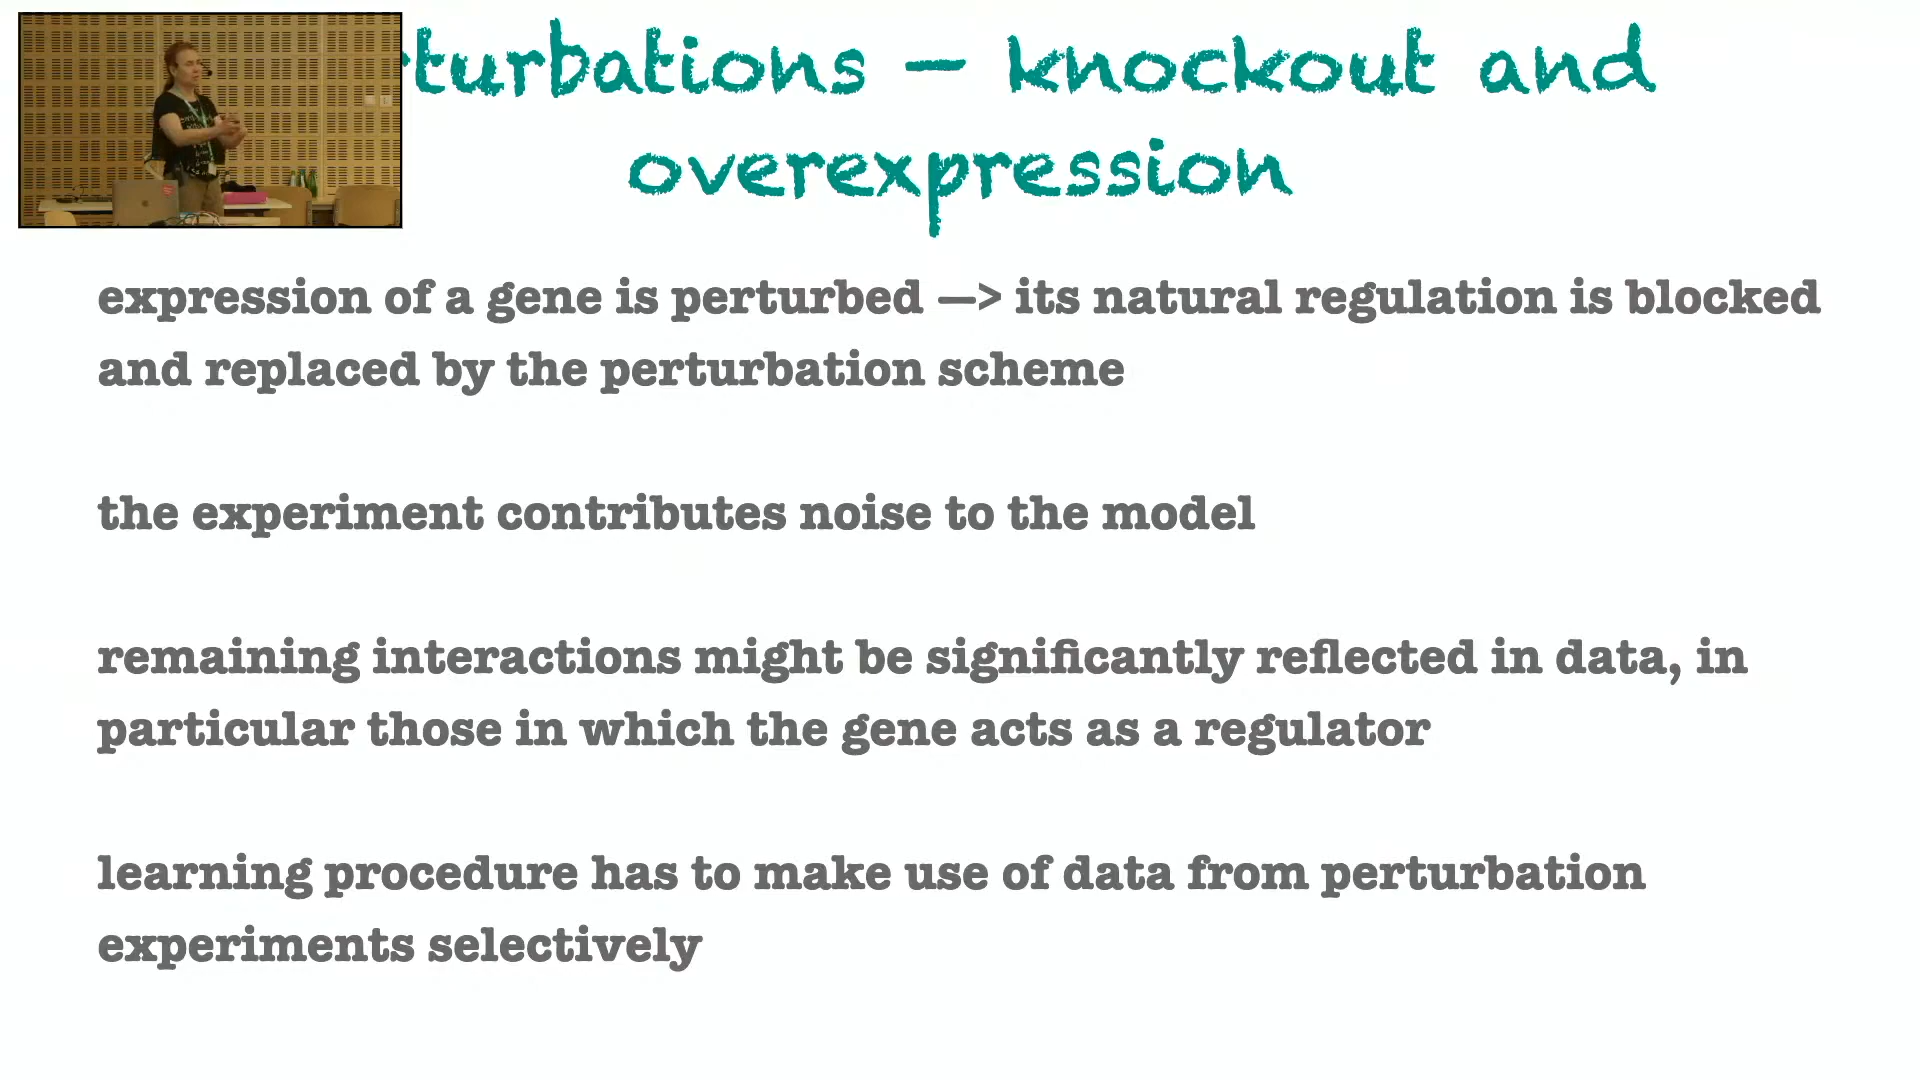 turbations – knockout and
overexpression
expression of a gene is perturbed —> its natural regulation is blocked
and replaced by the perturbation scheme
the experiment contributes noise to the model
remaining interactions might be significantly reflected in data, in
particular those in which the gene acts as a regulator
learning procedure has to make use of data from perturbation
experiments selectively